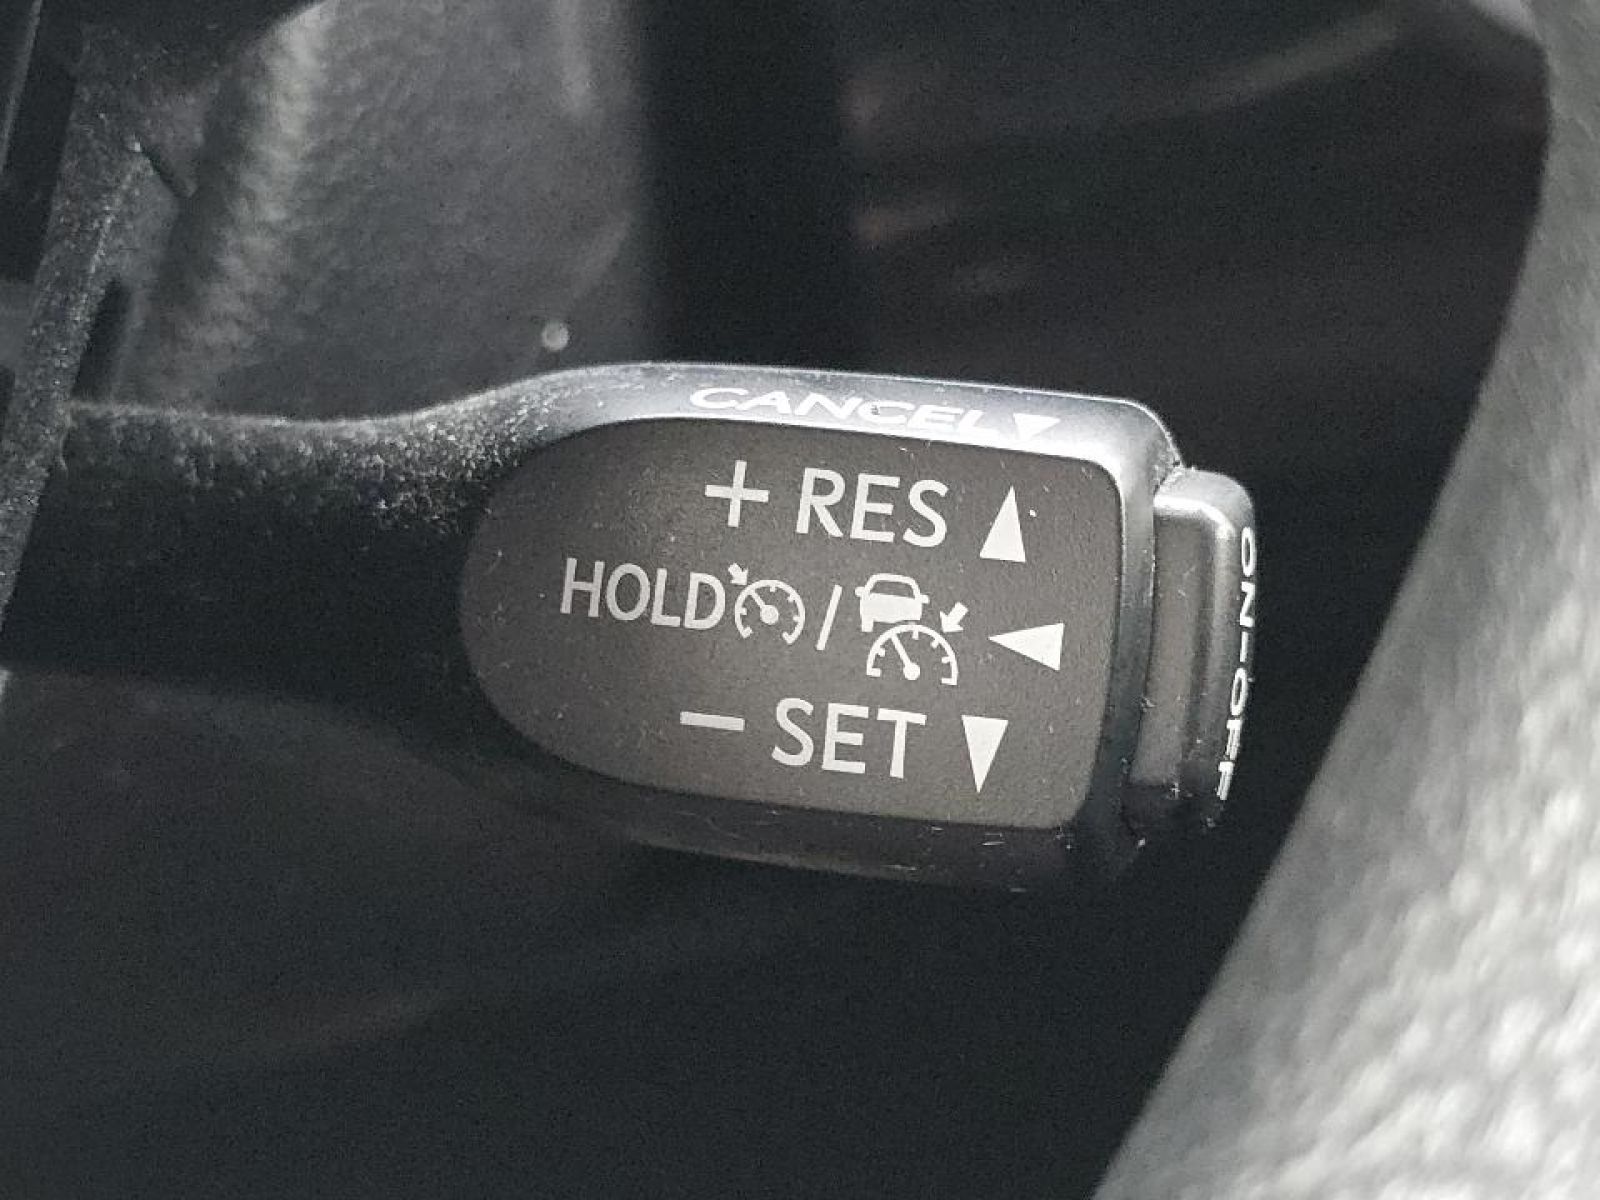 CANCEL▼
+ RES ▲
HOLD / ◀
− SET ▼
ON-OFF